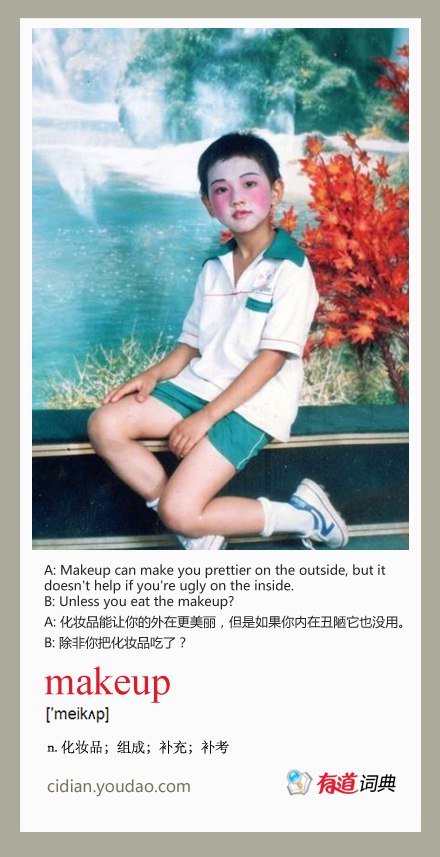 A: Makeup can make you prettier on the outside, but it
doesn't help if you're ugly on the inside.
B: Unless you eat the makeup?
A: 化妆品能让你的外在更美丽，但是如果你内在丑陋它也没用。
B: 除非你把化妆品吃了？
makeup
['meikʌp]
n. 化妆品；组成；补充；补考
cidian.youdao.com 有道词典